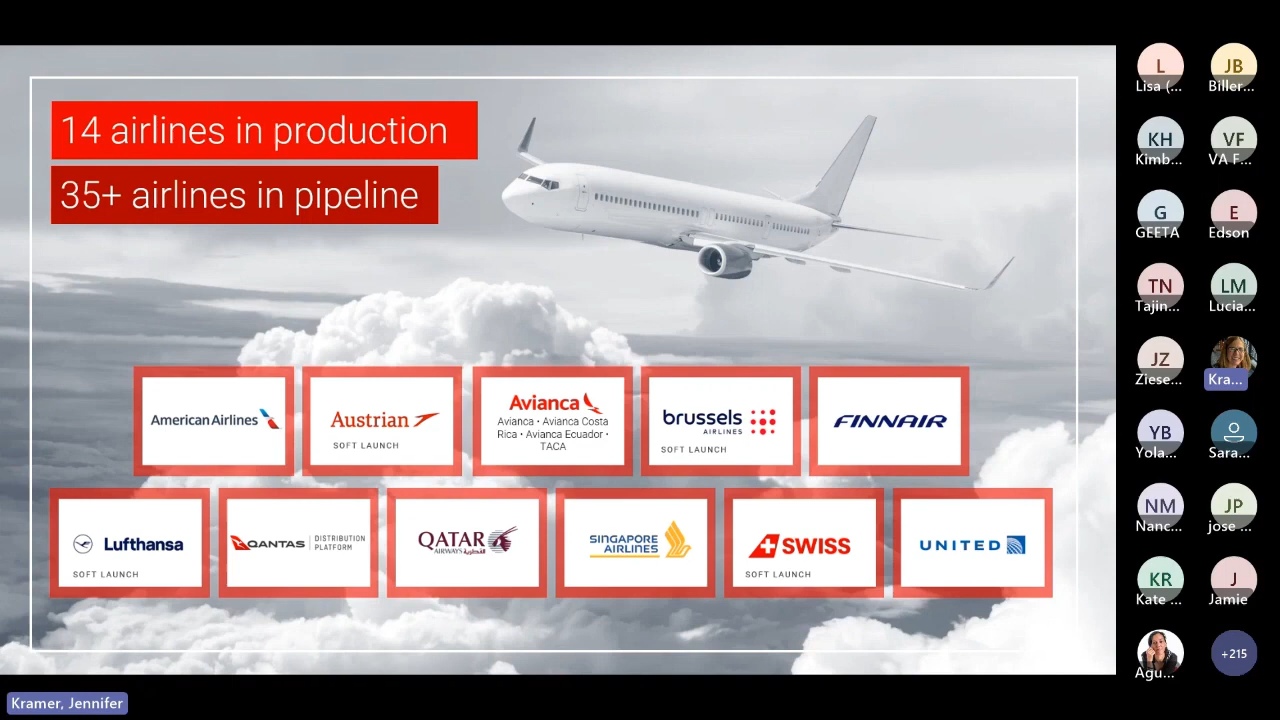 14 airlines in production
35+ airlines in pipeline
American Airlines
Austrian
SOFT LAUNCH
Avianca
Avianca • Avianca Costa
Rica • Avianca Ecuador •
TACA
brussels
AIRLINES
SOFT LAUNCH
FINNAIR
Lufthansa
SOFT LAUNCH
QANTAS
DISTRIBUTION
PLATFORM
QATAR
AIRWAYS القطرية
SINGAPORE
AIRLINES
SWISS
SOFT LAUNCH
UNITED
L
Lisa (...
JB
Biller...
KH
Kimb...
VF
VA F...
G
GEETA
E
Edson
TN
Tajin...
LM
Lucia...
JZ
Ziese...
Kra...
YB
Yola...
Sara...
NM
Nanc...
JP
jose ...
KR
Kate ...
J
Jamie
Agu...
+215
Kramer, Jennifer